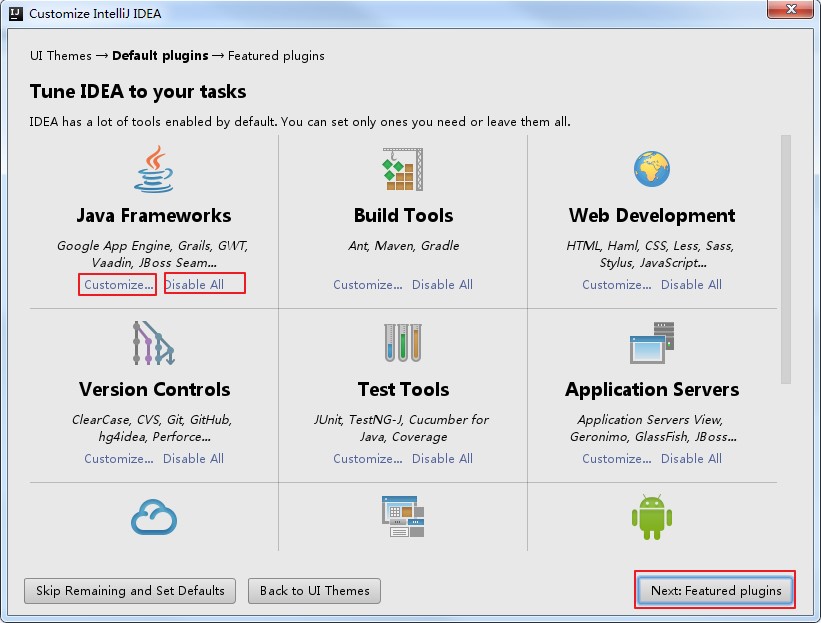 Customize IntelliJ IDEA
UI Themes → Default plugins → Featured plugins
Tune IDEA to your tasks
IDEA has a lot of tools enabled by default. You can set only ones you need or leave them all.
Java Frameworks
Google App Engine, Grails, GWT,
Vaadin, JBoss Seam...
Customize... Disable All
Build Tools
Ant, Maven, Gradle
Customize... Disable All
Web Development
HTML, Haml, CSS, Less, Sass,
Stylus, JavaScript...
Customize... Disable All
Version Controls
ClearCase, CVS, Git, GitHub,
hg4idea, Perforce...
Customize... Disable All
Test Tools
JUnit, TestNG-J, Cucumber for
Java, Coverage
Customize... Disable All
Application Servers
Application Servers View,
Geronimo, GlassFish, JBoss...
Customize... Disable All
Skip Remaining and Set Defaults
Back to UI Themes
Next: Featured plugins